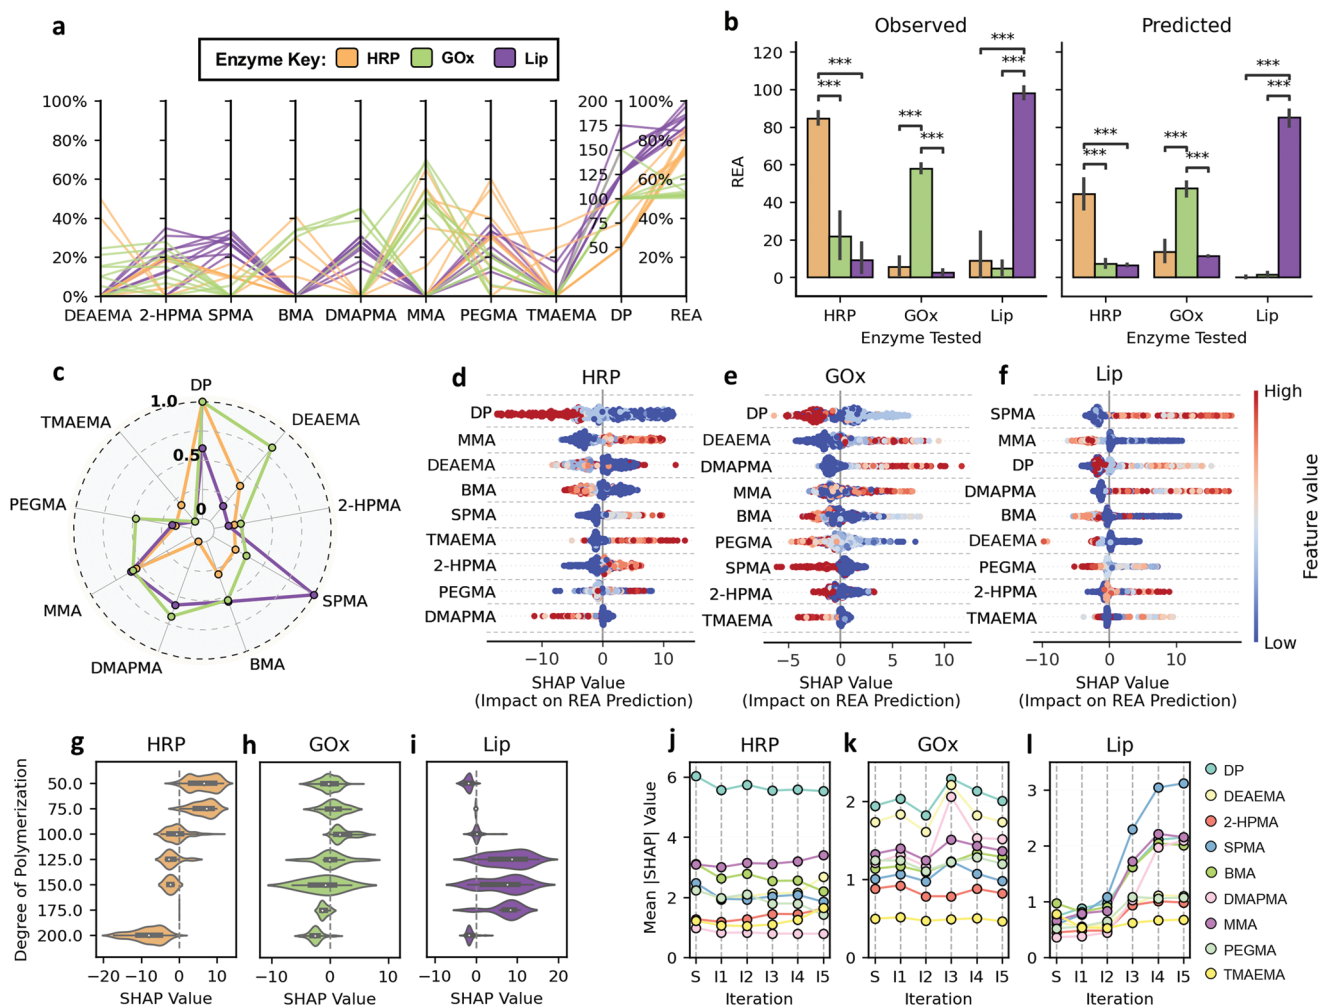 a
Enzyme Key: HRP GOx Lip
100% 200 100%
80% 175 80%
150
60% 125 60%
100
40% 75 40%
50
20% 20%
0%
DEAEMA 2-HPMA SPMA BMA DMAPMA MMA PEGMA TMAEMA DP REA
b
Observed Predicted
REA
120
100
80
60
40
20
0
*** *** *** *** *** ***
*** *** *** *** *** ***
HRP GOx Lip HRP GOx Lip
Enzyme Tested Enzyme Tested
c
DP
1.0
0.5
0
DEAEMA
2-HPMA
SPMA
BMA
DMAPMA
MMA
PEGMA
TMAEMA
d HRP
DP
MMA
DEAEMA
BMA
SPMA
TMAEMA
2-HPMA
PEGMA
DMAPMA
−10 0 10
SHAP Value
(Impact on REA Prediction)
e GOx
DP
DEAEMA
DMAPMA
MMA
BMA
PEGMA
SPMA
2-HPMA
TMAEMA
−5 0 5 10
SHAP Value
(Impact on REA Prediction)
f Lip
SPMA
MMA
DP
DMAPMA
BMA
DEAEMA
PEGMA
2-HPMA
TMAEMA
−10 0 10
SHAP Value
(Impact on REA Prediction)
High
Feature value
Low
g HRP
Degree of Polymerization
50.0
75.0
100.0
125.0
150.0
175.0
200.0
−20 −10 0 10
SHAP Value
h GOx
−10 0 10
SHAP Value
i Lip
−10 0 10 20
SHAP Value
j HRP
Mean |SHAP| Value
6
4
2
0
S I1 I2 I3 I4 I5
Iteration
k GOx
2
1
0
S I1 I2 I3 I4 I5
Iteration
l Lip
3
2
1
0
S I1 I2 I3 I4 I5
Iteration
DP
DEAEMA
2-HPMA
SPMA
BMA
DMAPMA
MMA
PEGMA
TMAEMA